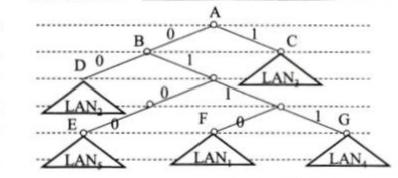 A
0 1
B C
D 0 1
LAN₃
0 1
LAN₂
E 0 F 0 1 G
LAN₅ LAN₁ LAN₄